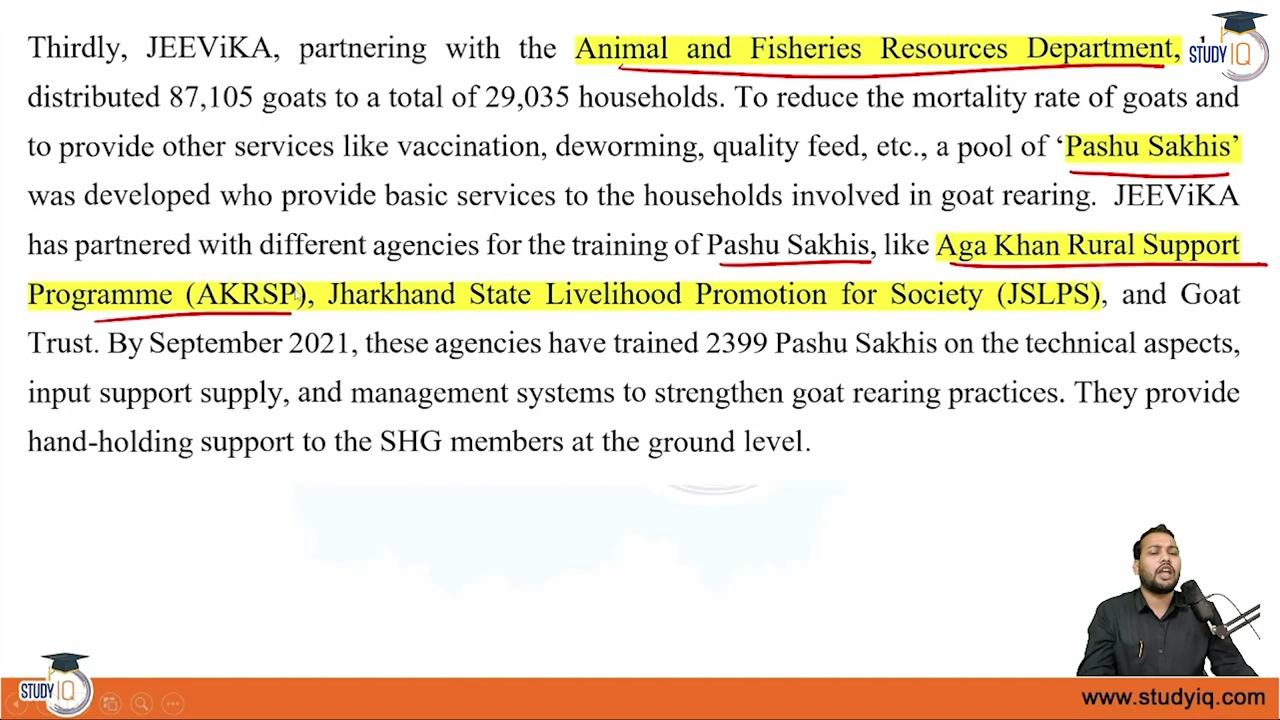 Thirdly, JEEViKA, partnering with the Animal and Fisheries Resources Department,
distributed 87,105 goats to a total of 29,035 households. To reduce the mortality rate of goats and
to provide other services like vaccination, deworming, quality feed, etc., a pool of ‘Pashu Sakhis’
was developed who provide basic services to the households involved in goat rearing. JEEViKA
has partnered with different agencies for the training of Pashu Sakhis, like Aga Khan Rural Support
Programme (AKRSP), Jharkhand State Livelihood Promotion for Society (JSLPS), and Goat
Trust. By September 2021, these agencies have trained 2399 Pashu Sakhis on the technical aspects,
input support supply, and management systems to strengthen goat rearing practices. They provide
hand-holding support to the SHG members at the ground level.
STUDY IQ
STUDY IQ
www.studyiq.com